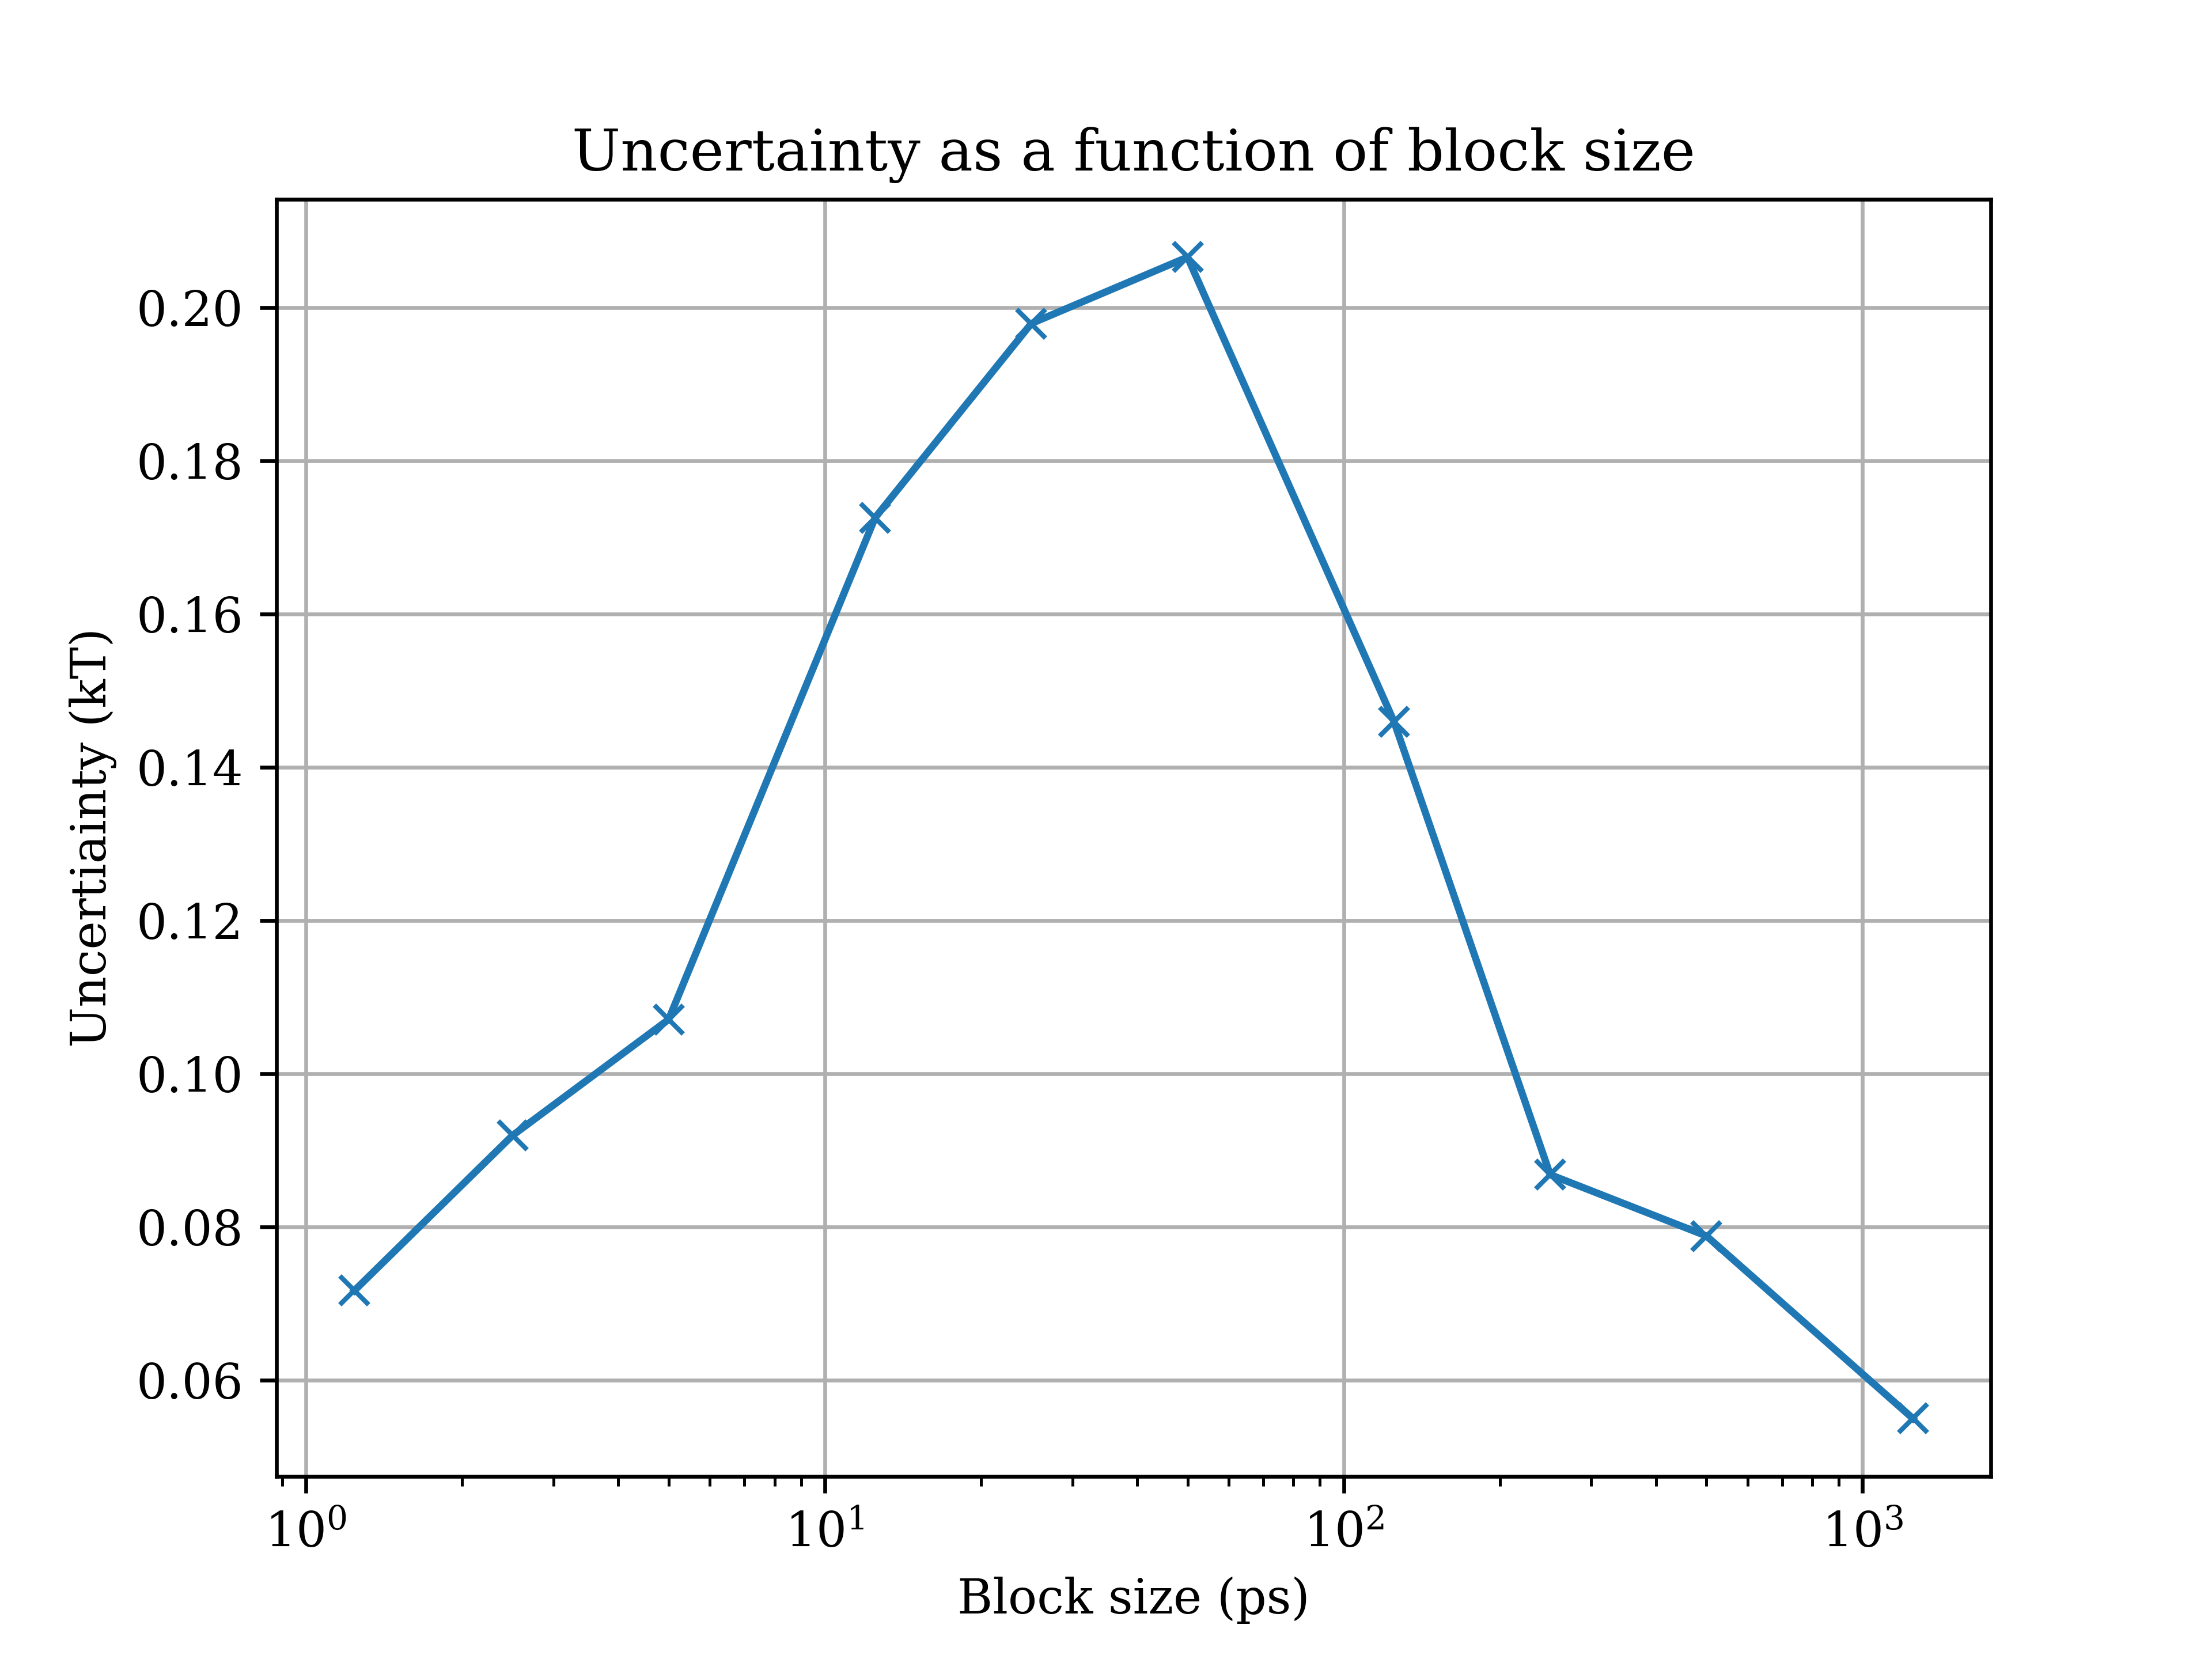 Uncertainty as a function of block size
0.20
0.18
0.16
0.14
0.12
0.10
0.08
0.06
Uncertiainty (kT)
10⁰ 10¹ 10² 10³
Block size (ps)